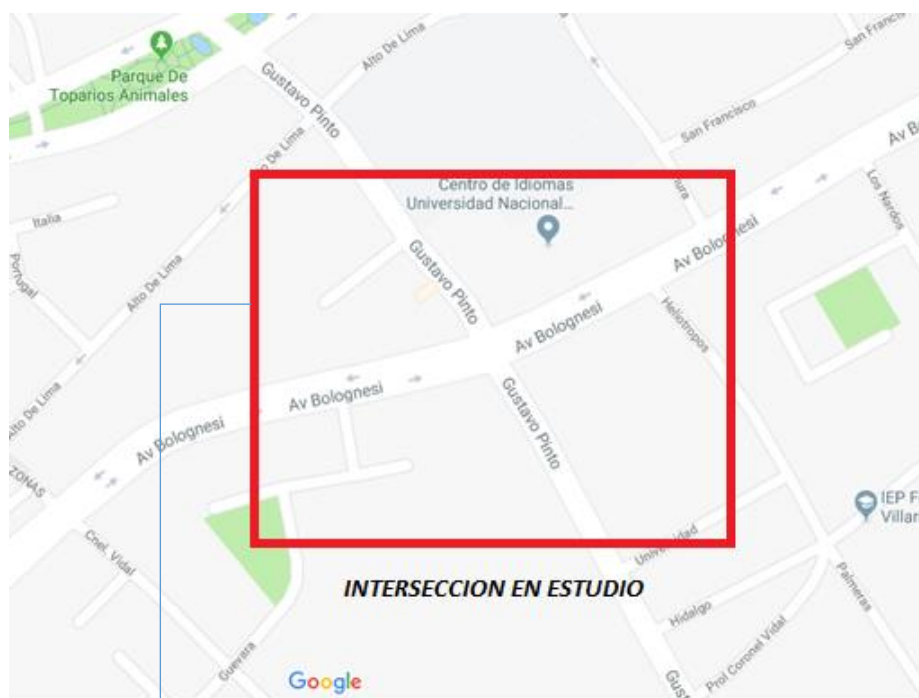 Alto De Lima
San Francisco
Gustavo Pinto
Parque De
Toparios Animales
San Francisco
Av B
De Lima
Centro de Idiomas
Universidad Nacional...
Los Nardos
Italia
Av Bolognesi
Gustavo Pinto
Portugal
Alto De Lima
Heliotropos
Av Bolognesi
Av Bolognesi
Alto De Lima
Av Bolognesi
Gustavo Pinto
ZONAS
IEP F
Villar
Universidad
Cnel. Vidal
INTERSECCION EN ESTUDIO
Palmeras
Hidalgo
Prol Coronel Vidal
Guevara
Google
Gus